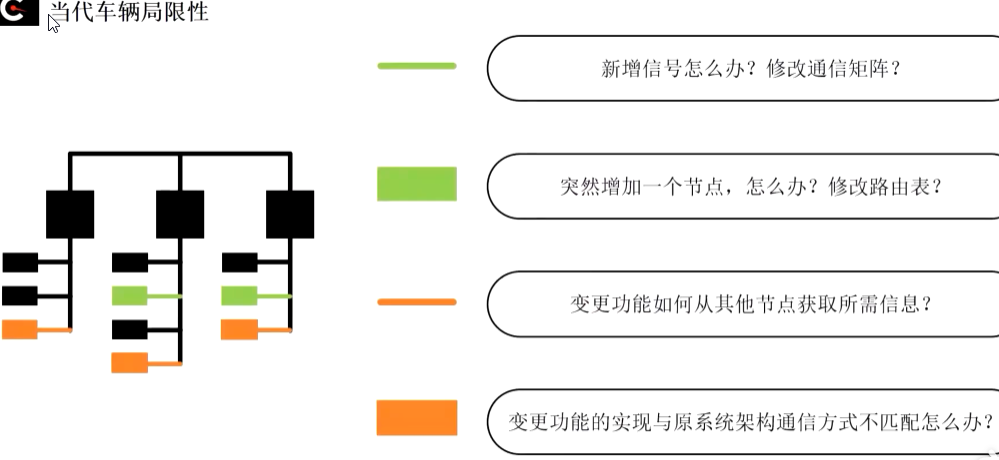 当代车辆局限性
新增信号怎么办？修改通信矩阵？
突然增加一个节点，怎么办？修改路由表？
变更功能如何从其他节点获取所需信息？
变更功能的实现与原系统架构通信方式不匹配怎么办？